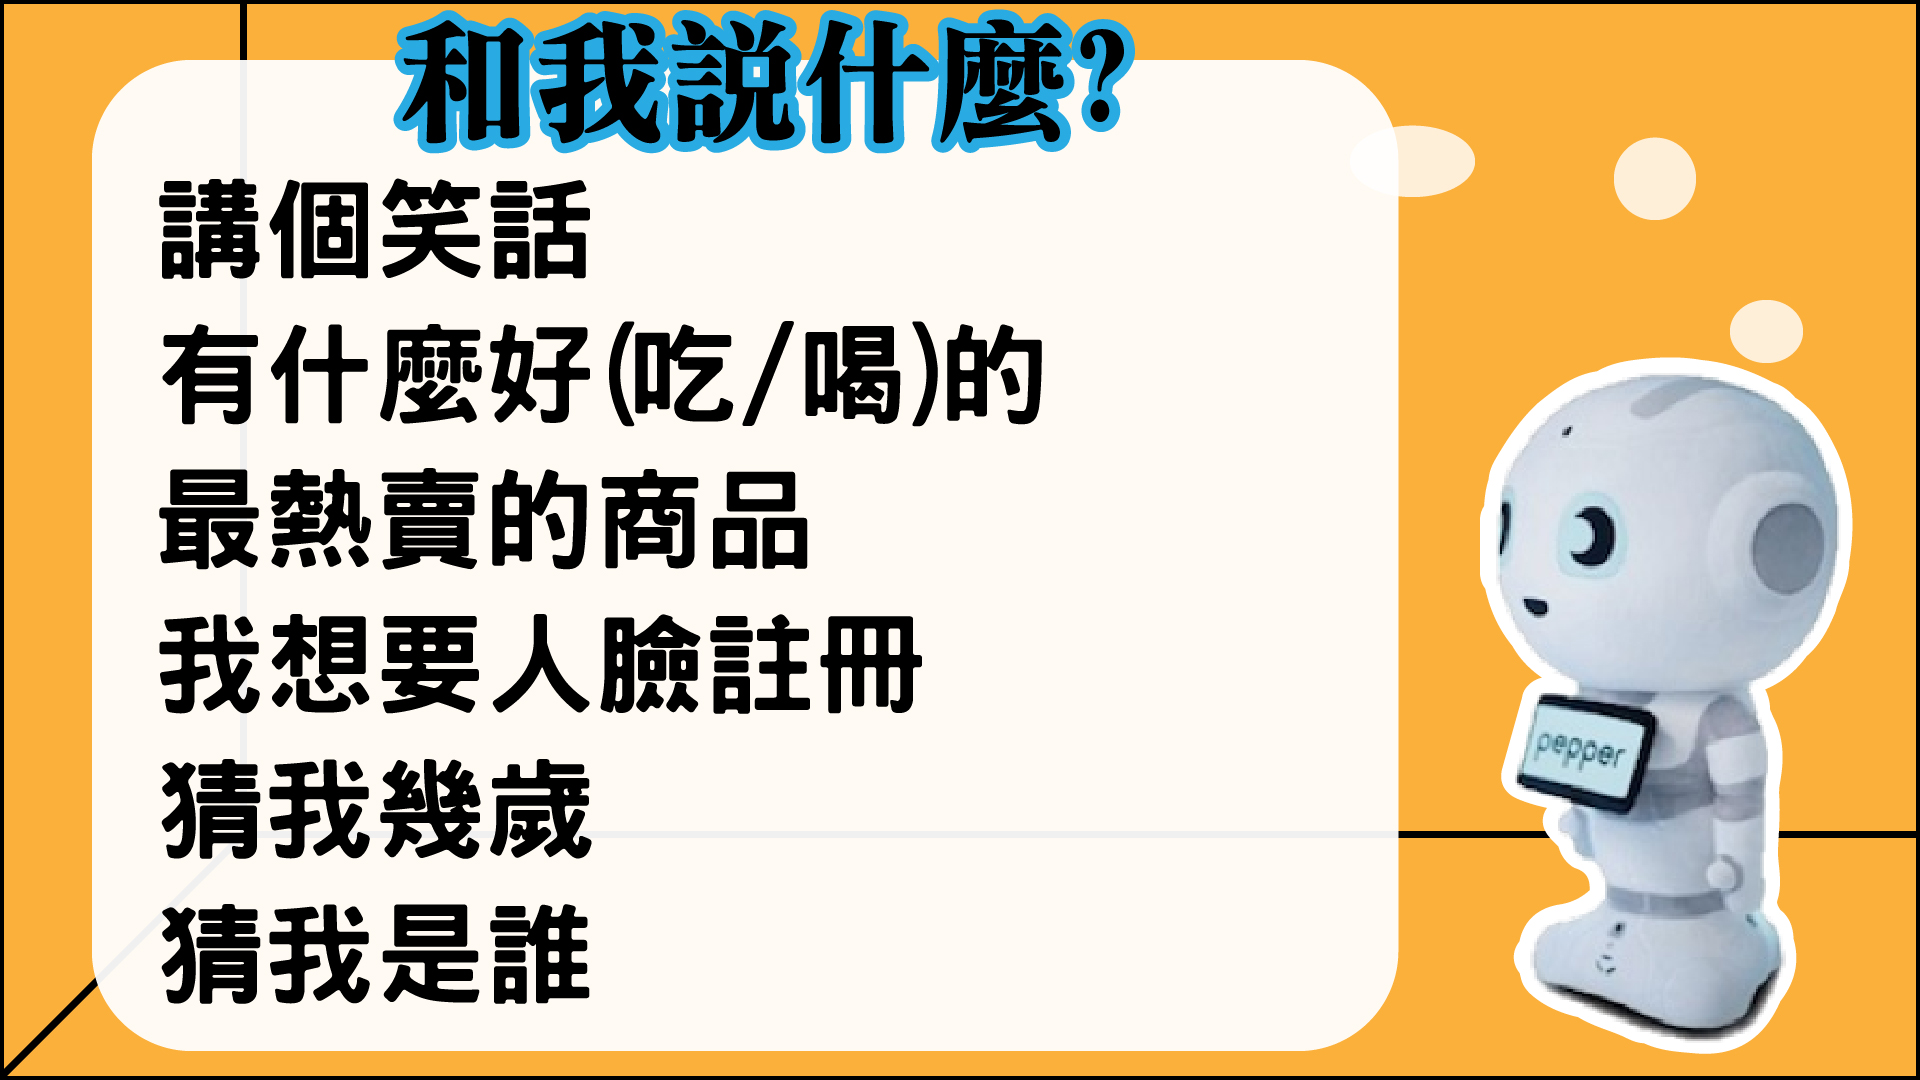 和我説什麼?
講個笑話
有什麼好(吃/喝)的
最熱賣的商品
我想要人臉註冊
猜我幾歲
猜我是誰
pepper